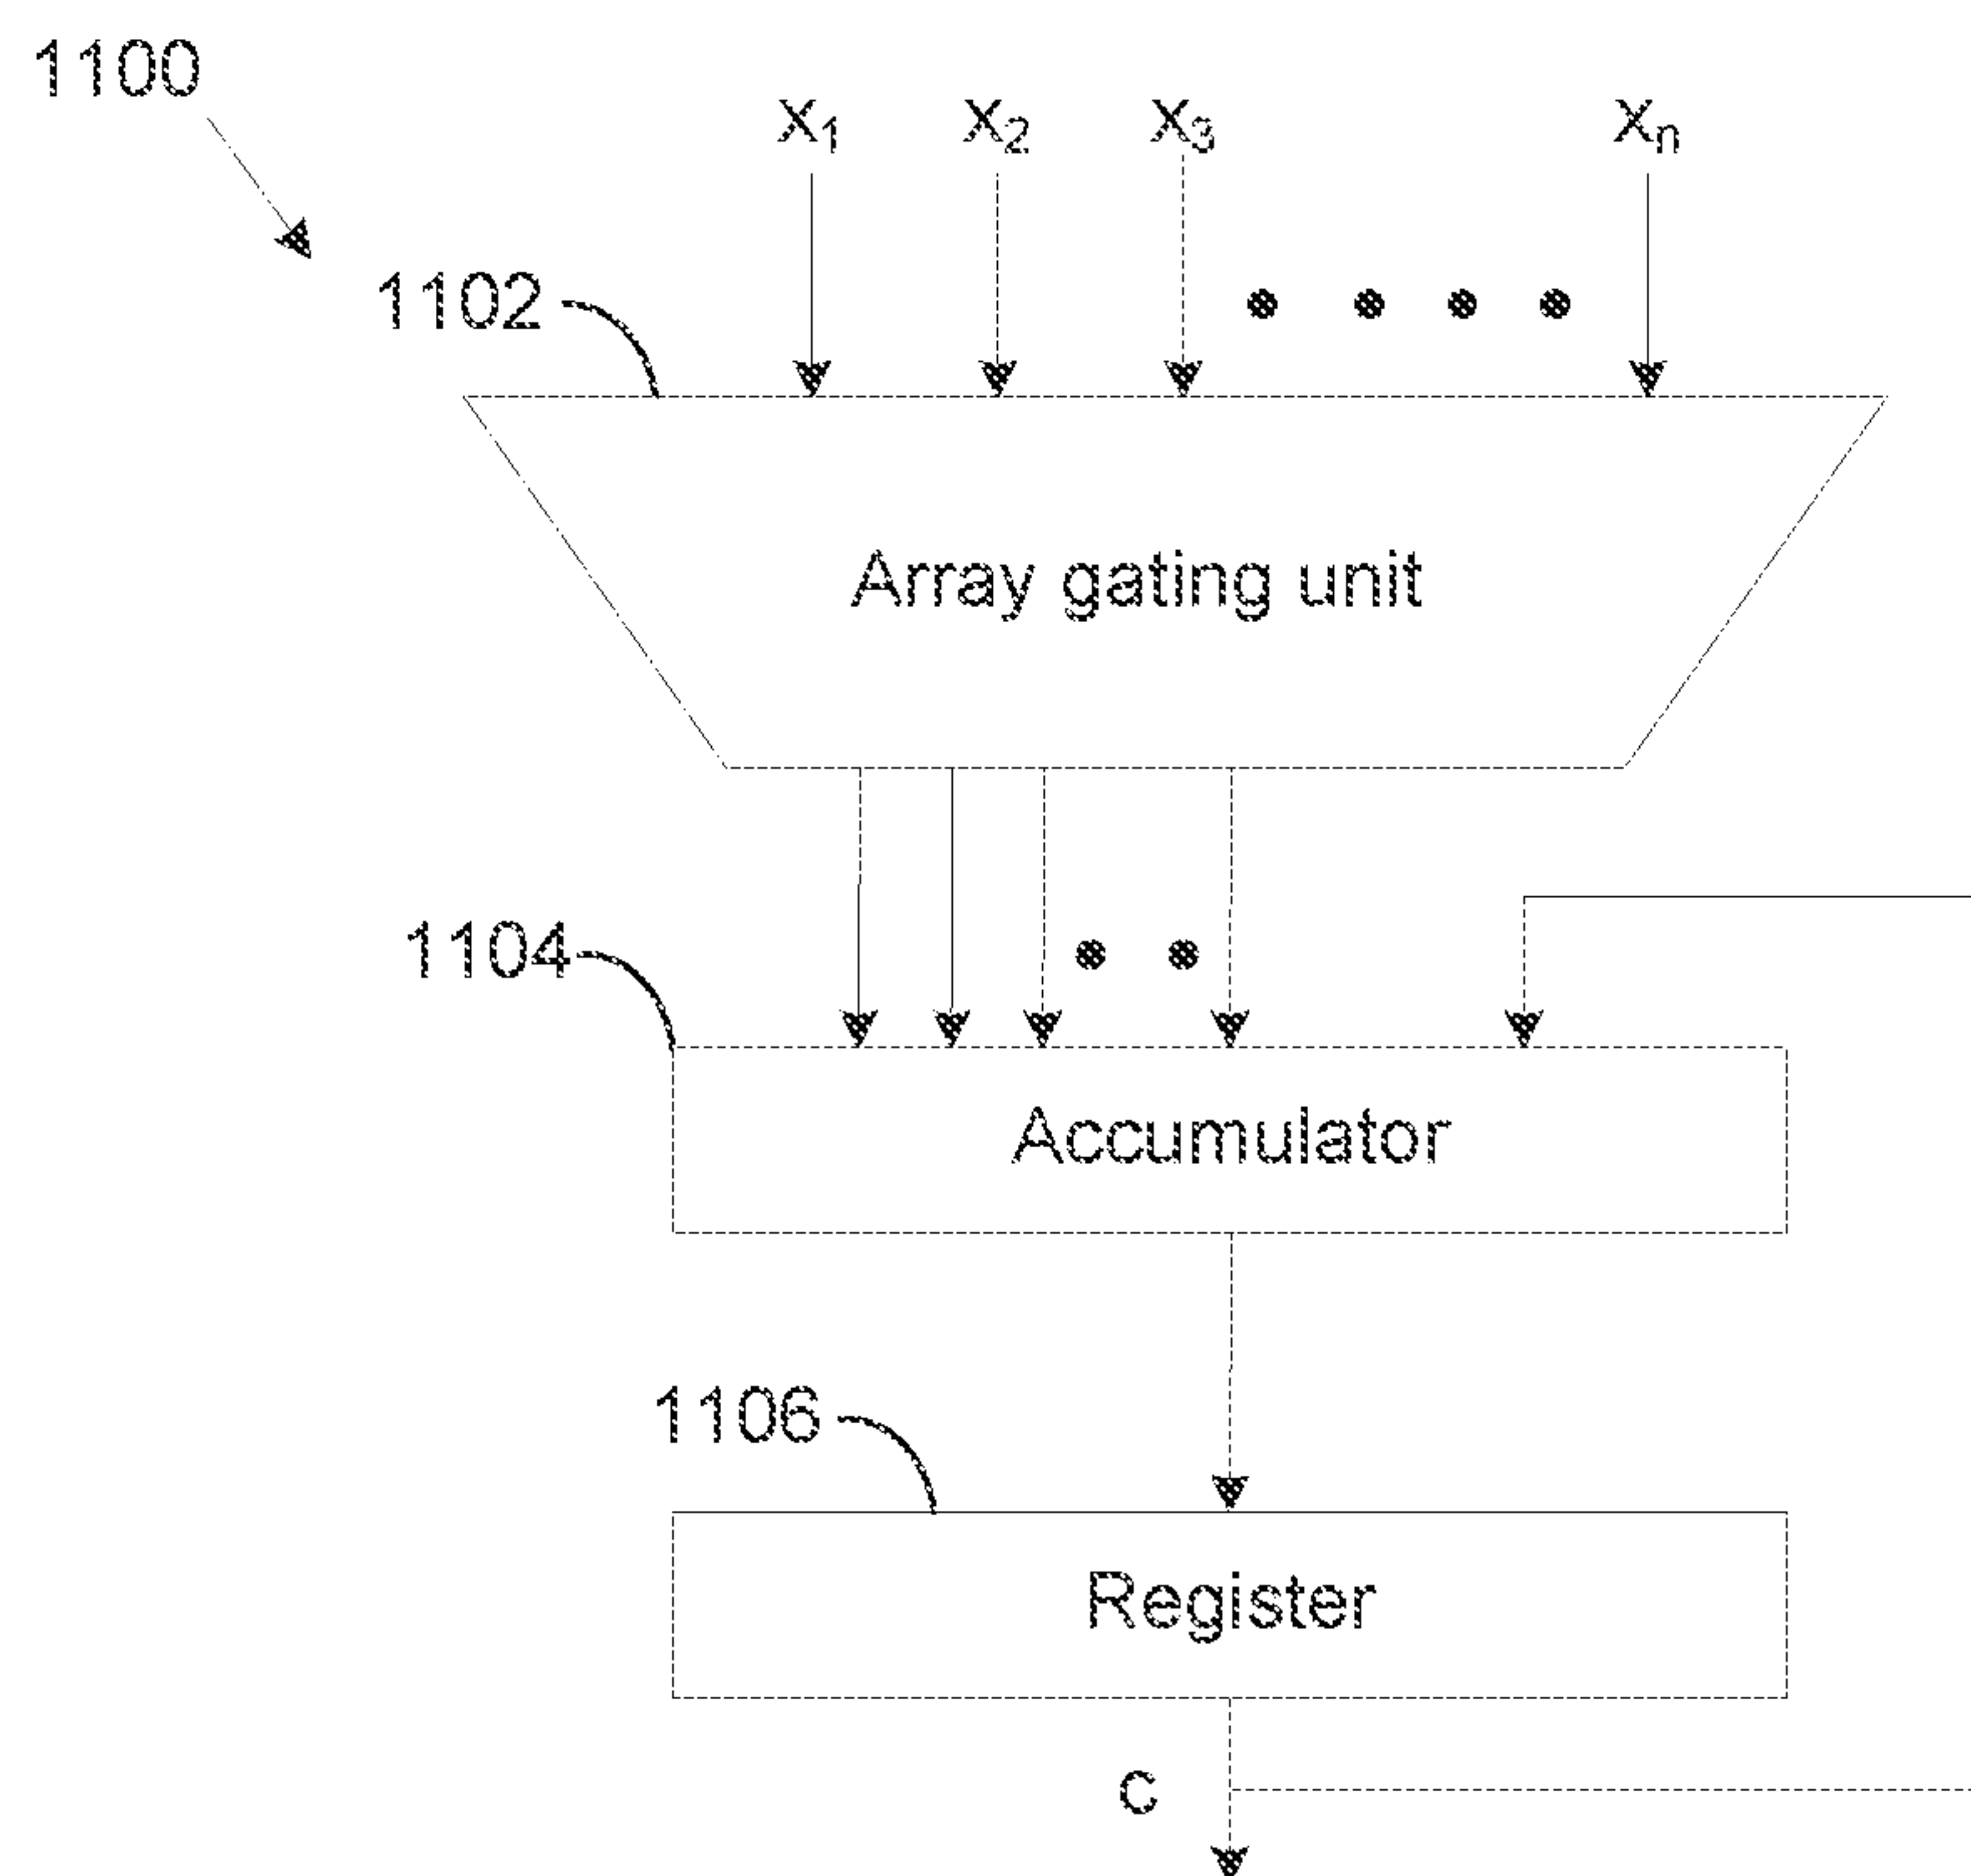 1100
X₁ X₂ X₃ Xₙ
1102
Array gating unit
1104
Accumulator
1106
Register
C